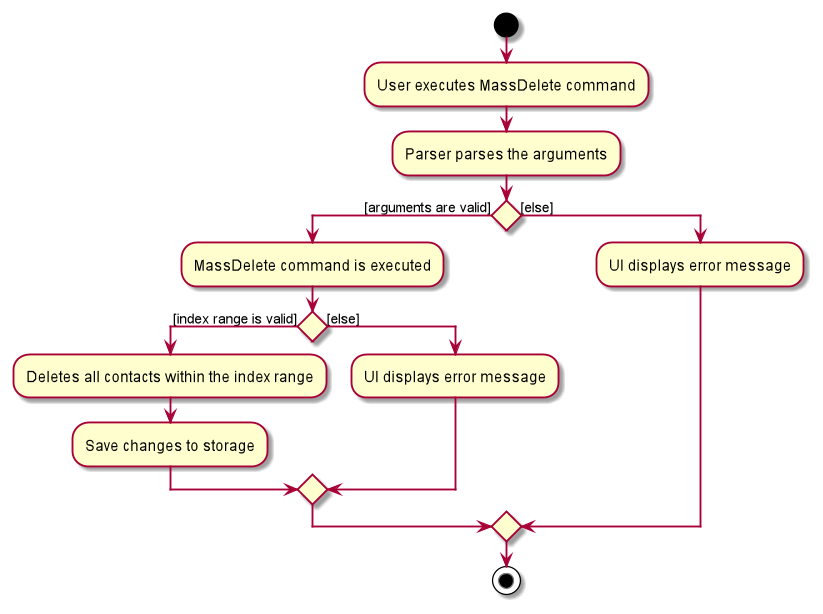 User executes MassDelete command
Parser parses the arguments
[arguments are valid]
[else]
MassDelete command is executed
UI displays error message
[index range is valid]
[else]
Deletes all contacts within the index range
UI displays error message
Save changes to storage